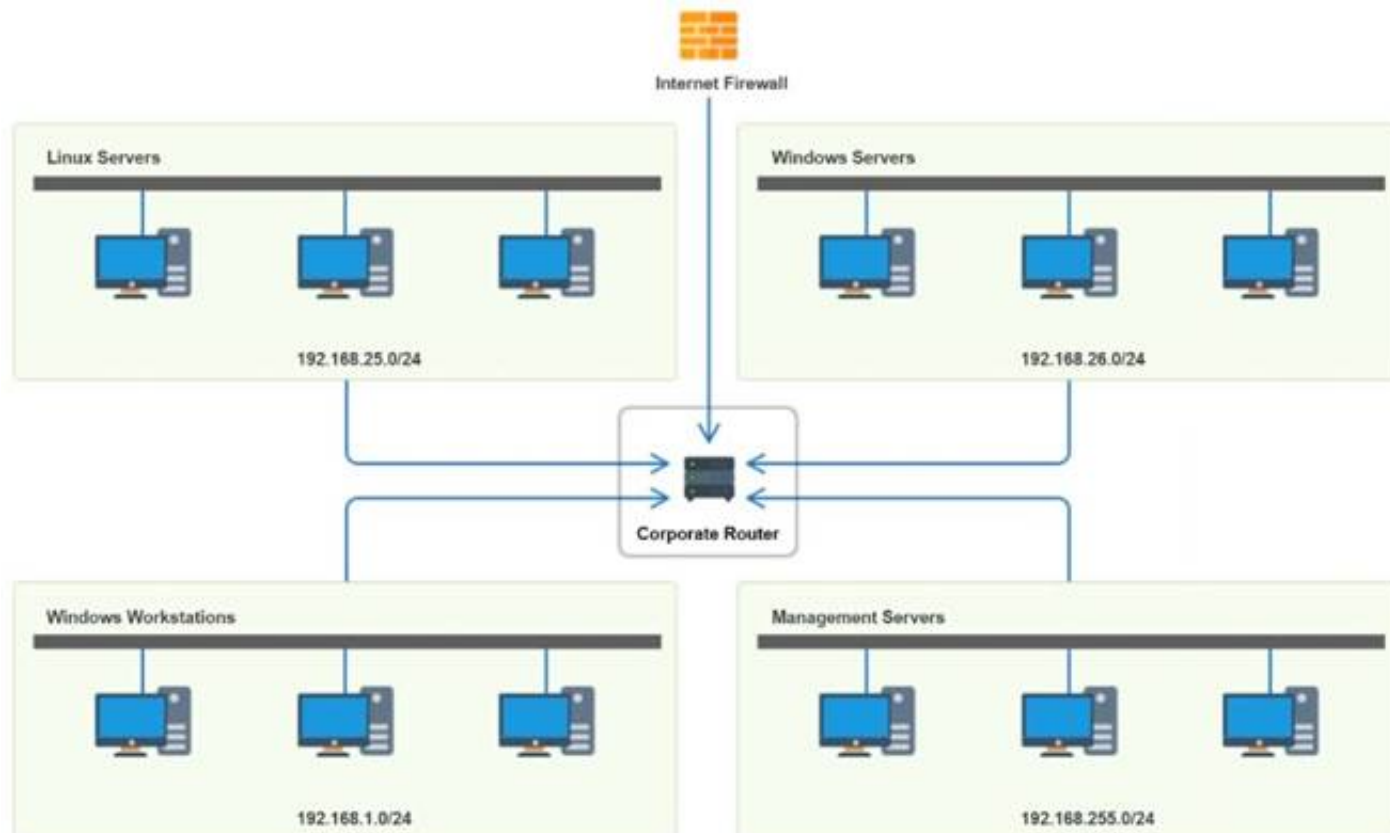 Internet Firewall
Linux Servers
Windows Servers
192.168.25.0/24
192.168.26.0/24
Corporate Router
Windows Workstations
Management Servers
192.168.1.0/24
192.168.255.0/24